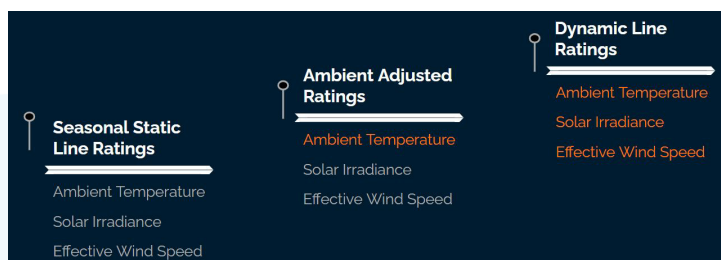 Seasonal Static
Line Ratings
Ambient Temperature
Solar Irradiance
Effective Wind Speed
Ambient Adjusted
Ratings
Ambient Temperature
Solar Irradiance
Effective Wind Speed
Dynamic Line
Ratings
Ambient Temperature
Solar Irradiance
Effective Wind Speed